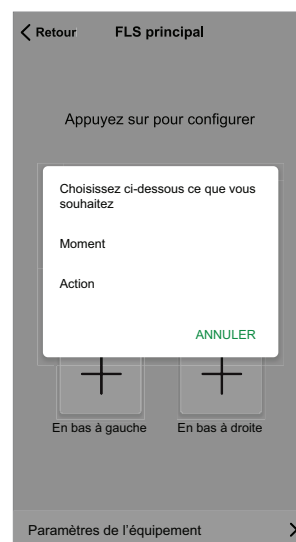 Retour FLS principal
Appuyez sur pour configurer
Choisissez ci-dessous ce que vous
souhaitez
Moment
Action
ANNULER
En bas à gauche En bas à droite
Paramètres de l'équipement